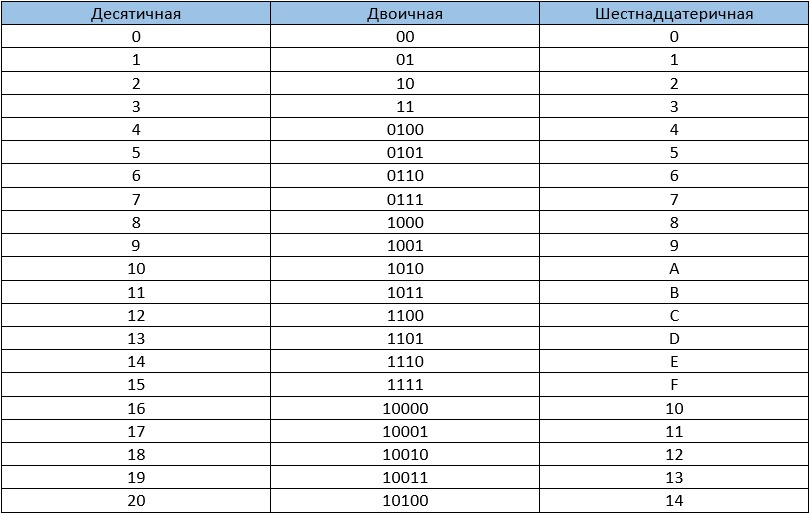 Десятичная Двоичная Шестнадцатеричная
0 00 0
1 01 1
2 10 2
3 11 3
4 0100 4
5 0101 5
6 0110 6
7 0111 7
8 1000 8
9 1001 9
10 1010 A
11 1011 B
12 1100 C
13 1101 D
14 1110 E
15 1111 F
16 10000 10
17 10001 11
18 10010 12
19 10011 13
20 10100 14